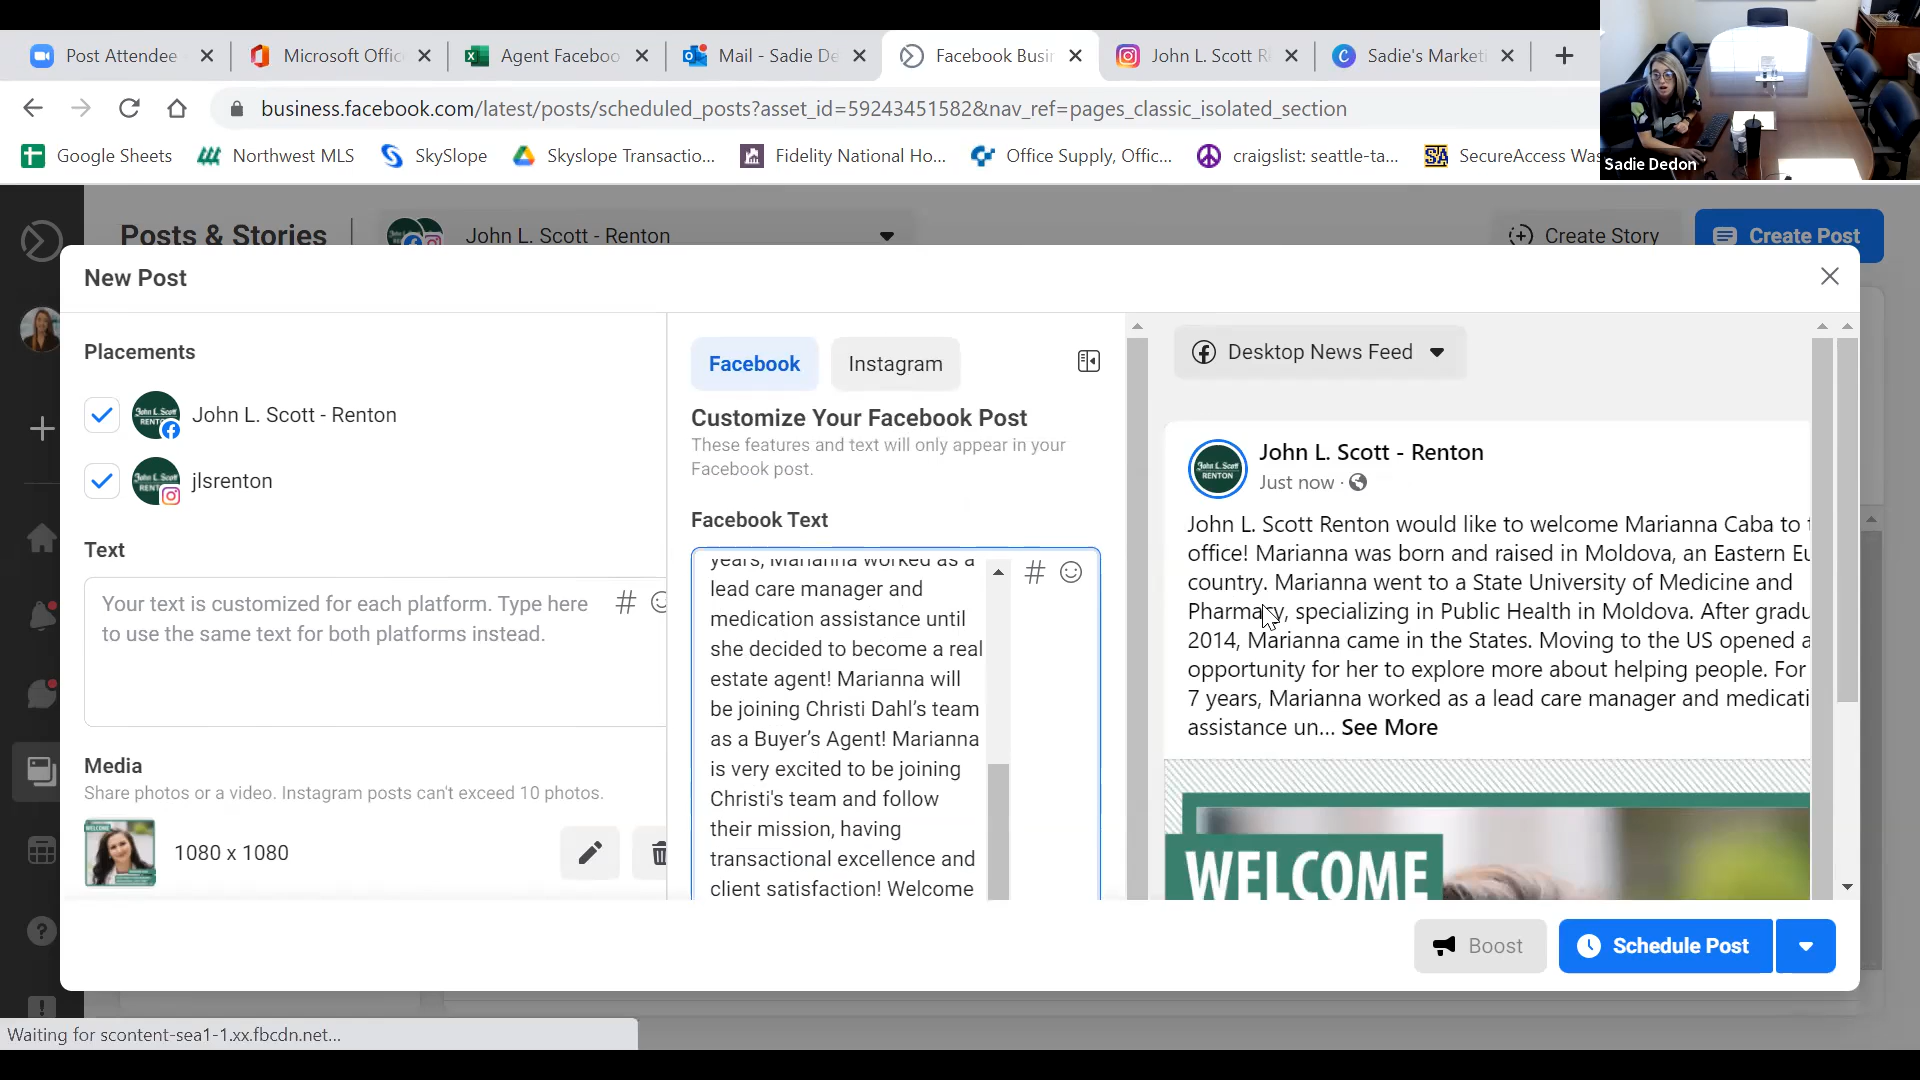 Post Attendee
Microsoft Offic
Agent Faceboo
Mail - Sadie De
Facebook Busi
John L. Scott R
Sadie's Marketi
business.facebook.com/latest/posts/scheduled_posts?asset_id=59243451582&nav_ref=pages_classic_isolated_section
Google Sheets
Northwest MLS
SkySlope
Skyslope Transactio...
Fidelity National Ho...
Office Supply, Offic...
craigslist: seattle-ta...
SecureAccess Was
Sadie Dedon
Posts & Stories
John L. Scott - Renton
Create Story
Create Post
New Post
Placements
John L. Scott - Renton
jlsrenton
Text
Your text is customized for each platform. Type here
to use the same text for both platforms instead.
Media
Share photos or a video. Instagram posts can't exceed 10 photos.
1080 x 1080
Facebook
Instagram
Customize Your Facebook Post
These features and text will only appear in your
Facebook post.
Facebook Text
years, Marianna worked as a
lead care manager and
medication assistance until
she decided to become a real
estate agent! Marianna will
be joining Christi Dahl’s team
as a Buyer’s Agent! Marianna
is very excited to be joining
Christi's team and follow
their mission, having
transactional excellence and
client satisfaction! Welcome
Desktop News Feed
John L. Scott - Renton
Just now ·
John L. Scott Renton would like to welcome Marianna Caba to t
office! Marianna was born and raised in Moldova, an Eastern Eu
country. Marianna went to a State University of Medicine and
Pharmacy, specializing in Public Health in Moldova. After gradu
2014, Marianna came in the States. Moving to the US opened a
opportunity for her to explore more about helping people. For
7 years, Marianna worked as a lead care manager and medicati
assistance un... See More
WELCOME
Boost
Schedule Post
Waiting for scontent-sea1-1.xx.fbcdn.net...